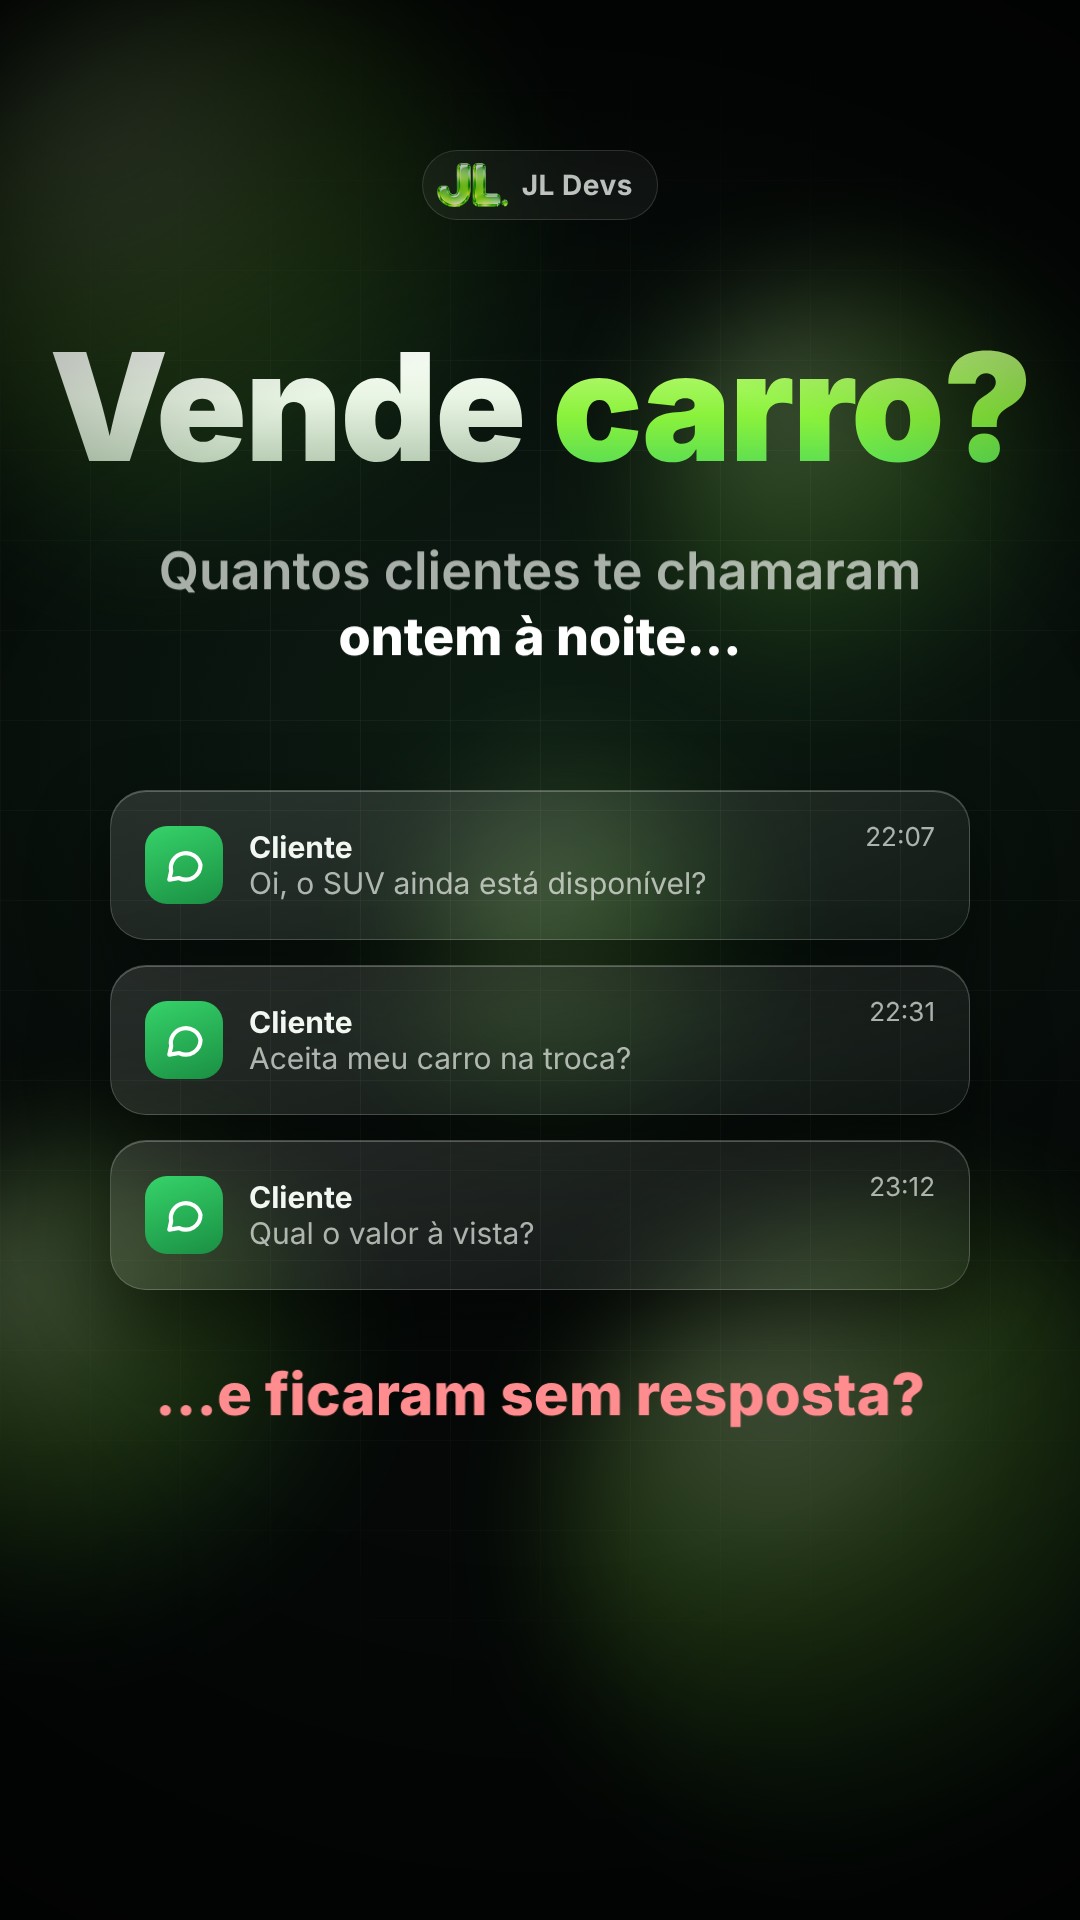 JL. JL Devs
Vende carro?
Quantos clientes te chamaram
ontem à noite...
Cliente
22:07
Oi, o SUV ainda está disponível?
Cliente
22:31
Aceita meu carro na troca?
Cliente
23:12
Qual o valor à vista?
...e ficaram sem resposta?